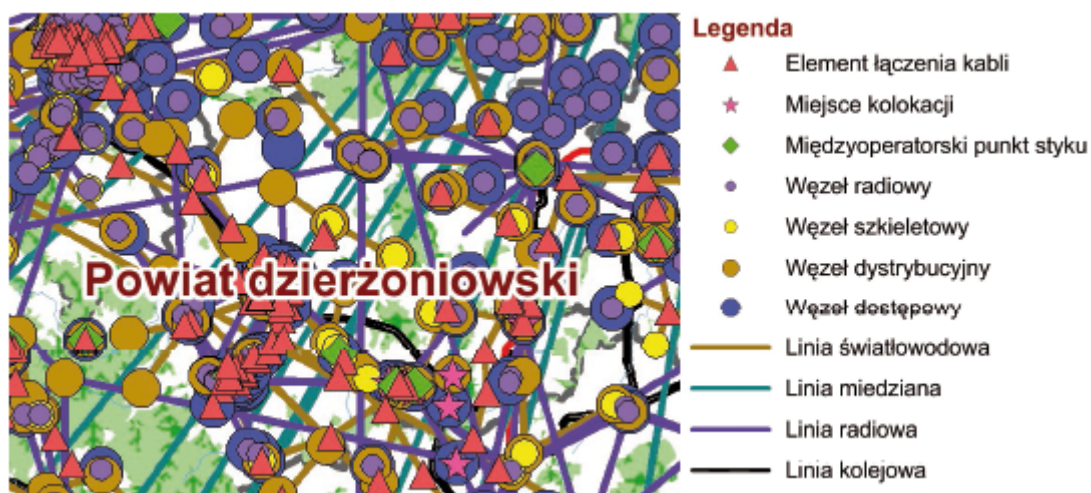 Legenda
Element łączenia kabli
Miejsce kolokacji
Międzyoperatorski punkt styku
Węzeł radiowy
Węzeł szkieletowy
Węzeł dystrybucyjny
Węzeł dostępowy
Linia światłowodowa
Linia miedziana
Linia radiowa
Linia kolejowa
Powiat dzierżoniowski